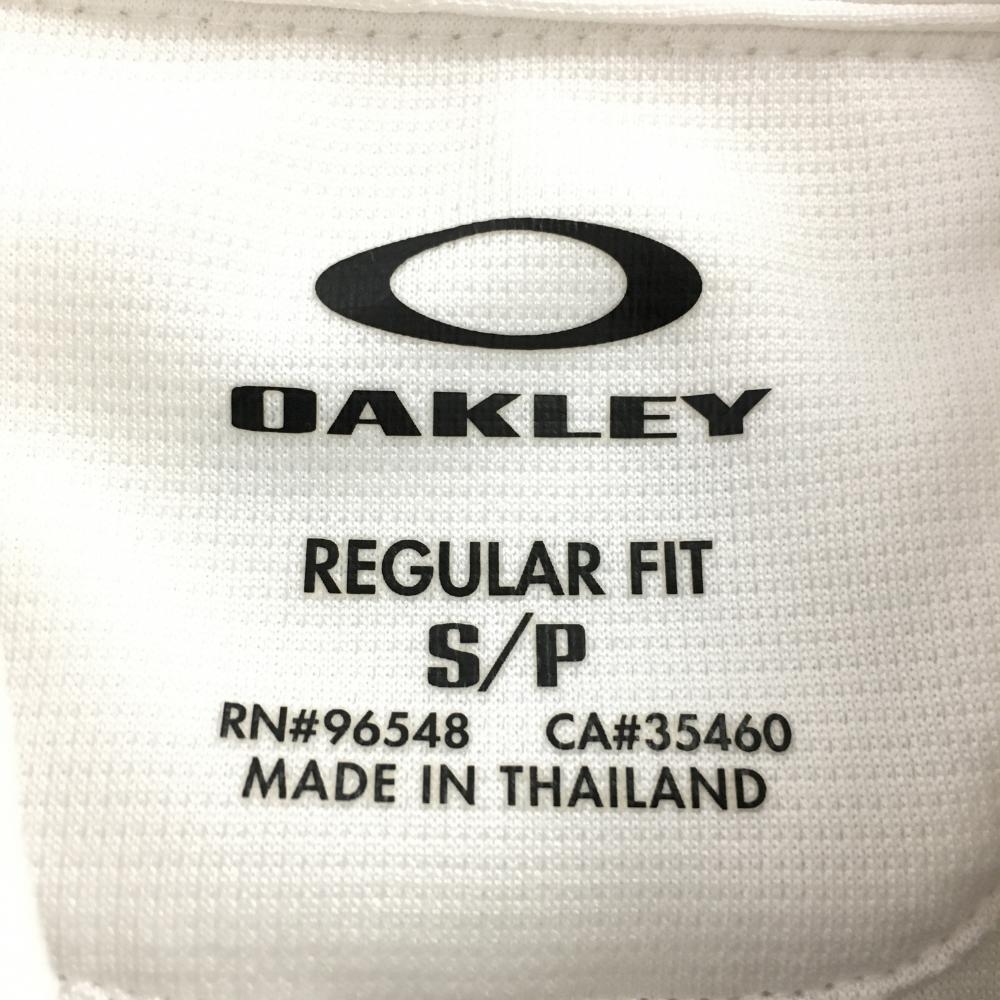 OAKLEY
REGULAR FIT
S/P
RN#96548 CA#35460
MADE IN THAILAND